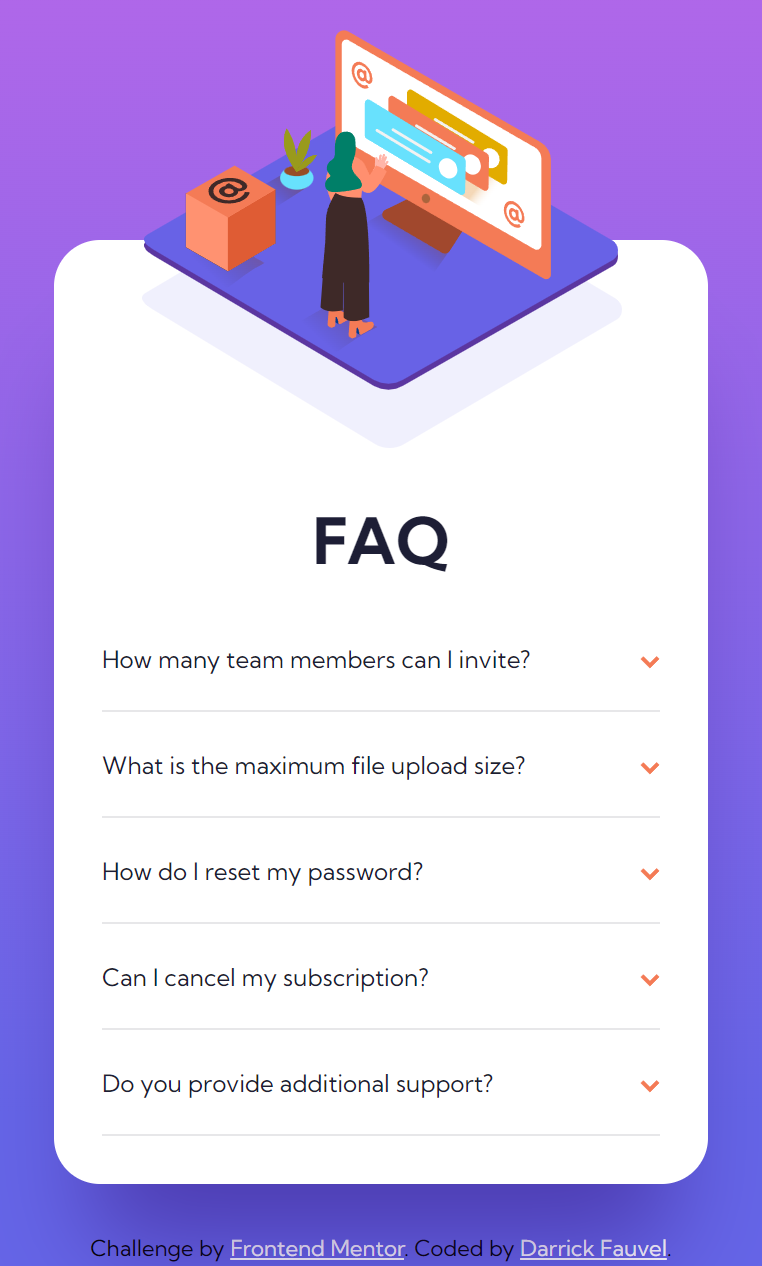 @
@
@
FAQ
How many team members can I invite?
What is the maximum file upload size?
How do I reset my password?
Can I cancel my subscription?
Do you provide additional support?
Challenge by Frontend Mentor. Coded by Darrick Fauvel.